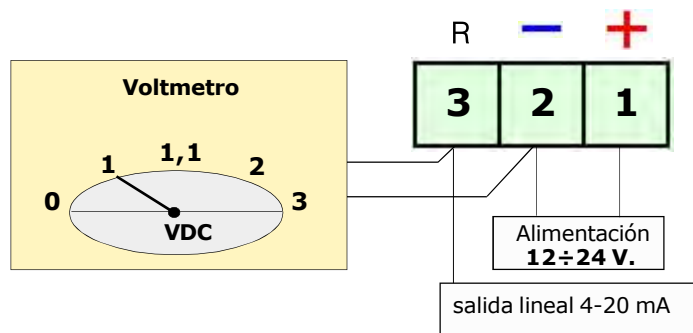 R − +
3 2 1
Voltmetro
0 1 1,1 2 3
VDC
Alimentación
12÷24 V.
salida lineal 4-20 mA